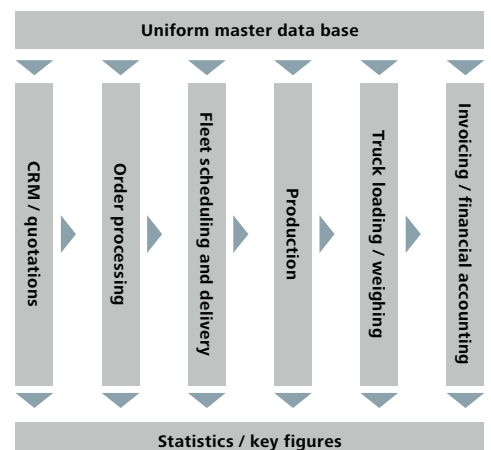 Uniform master data base
CRM / quotations
Order processing
Fleet scheduling and delivery
Production
Truck loading / weighing
Invoicing / financial accounting
Statistics / key figures